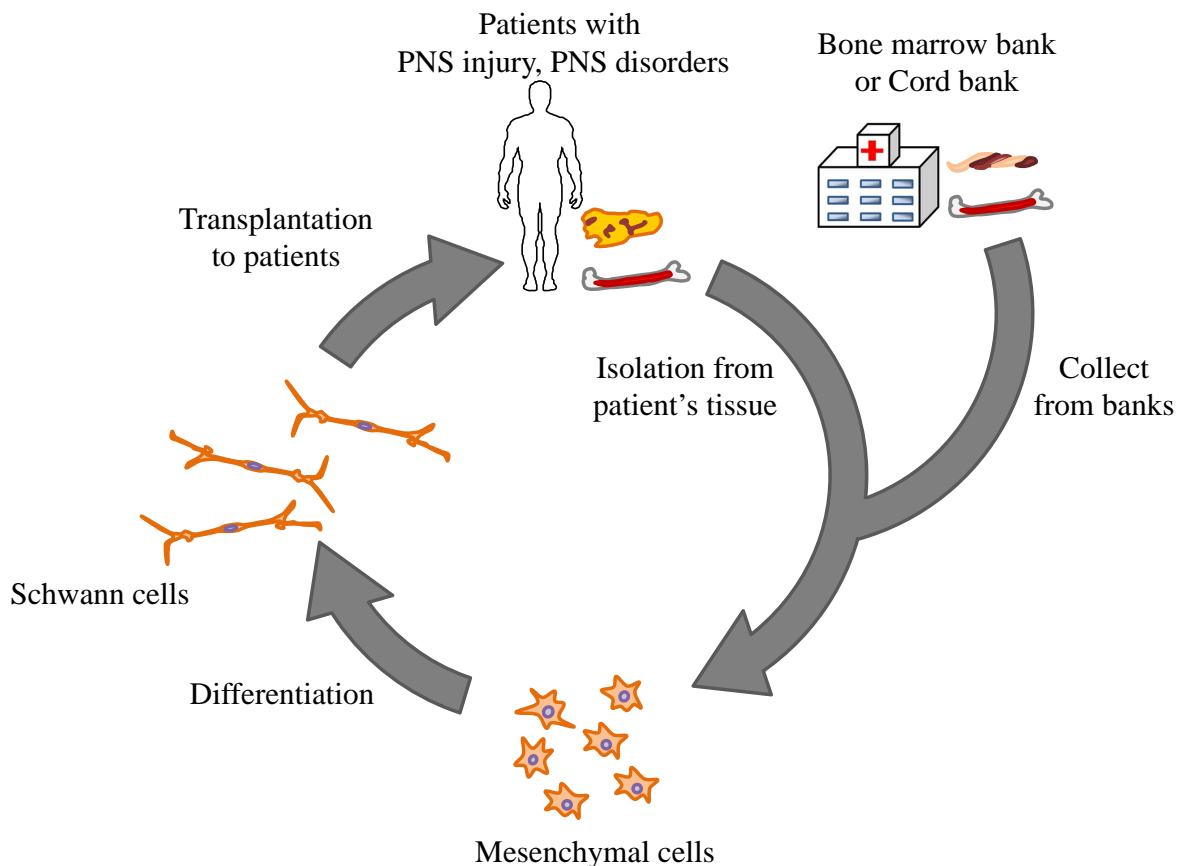 Patients with
PNS injury, PNS disorders
Bone marrow bank
or Cord bank
Transplantation
to patients
Isolation from
patient's tissue
Collect
from banks
Schwann cells
Differentiation
Mesenchymal cells